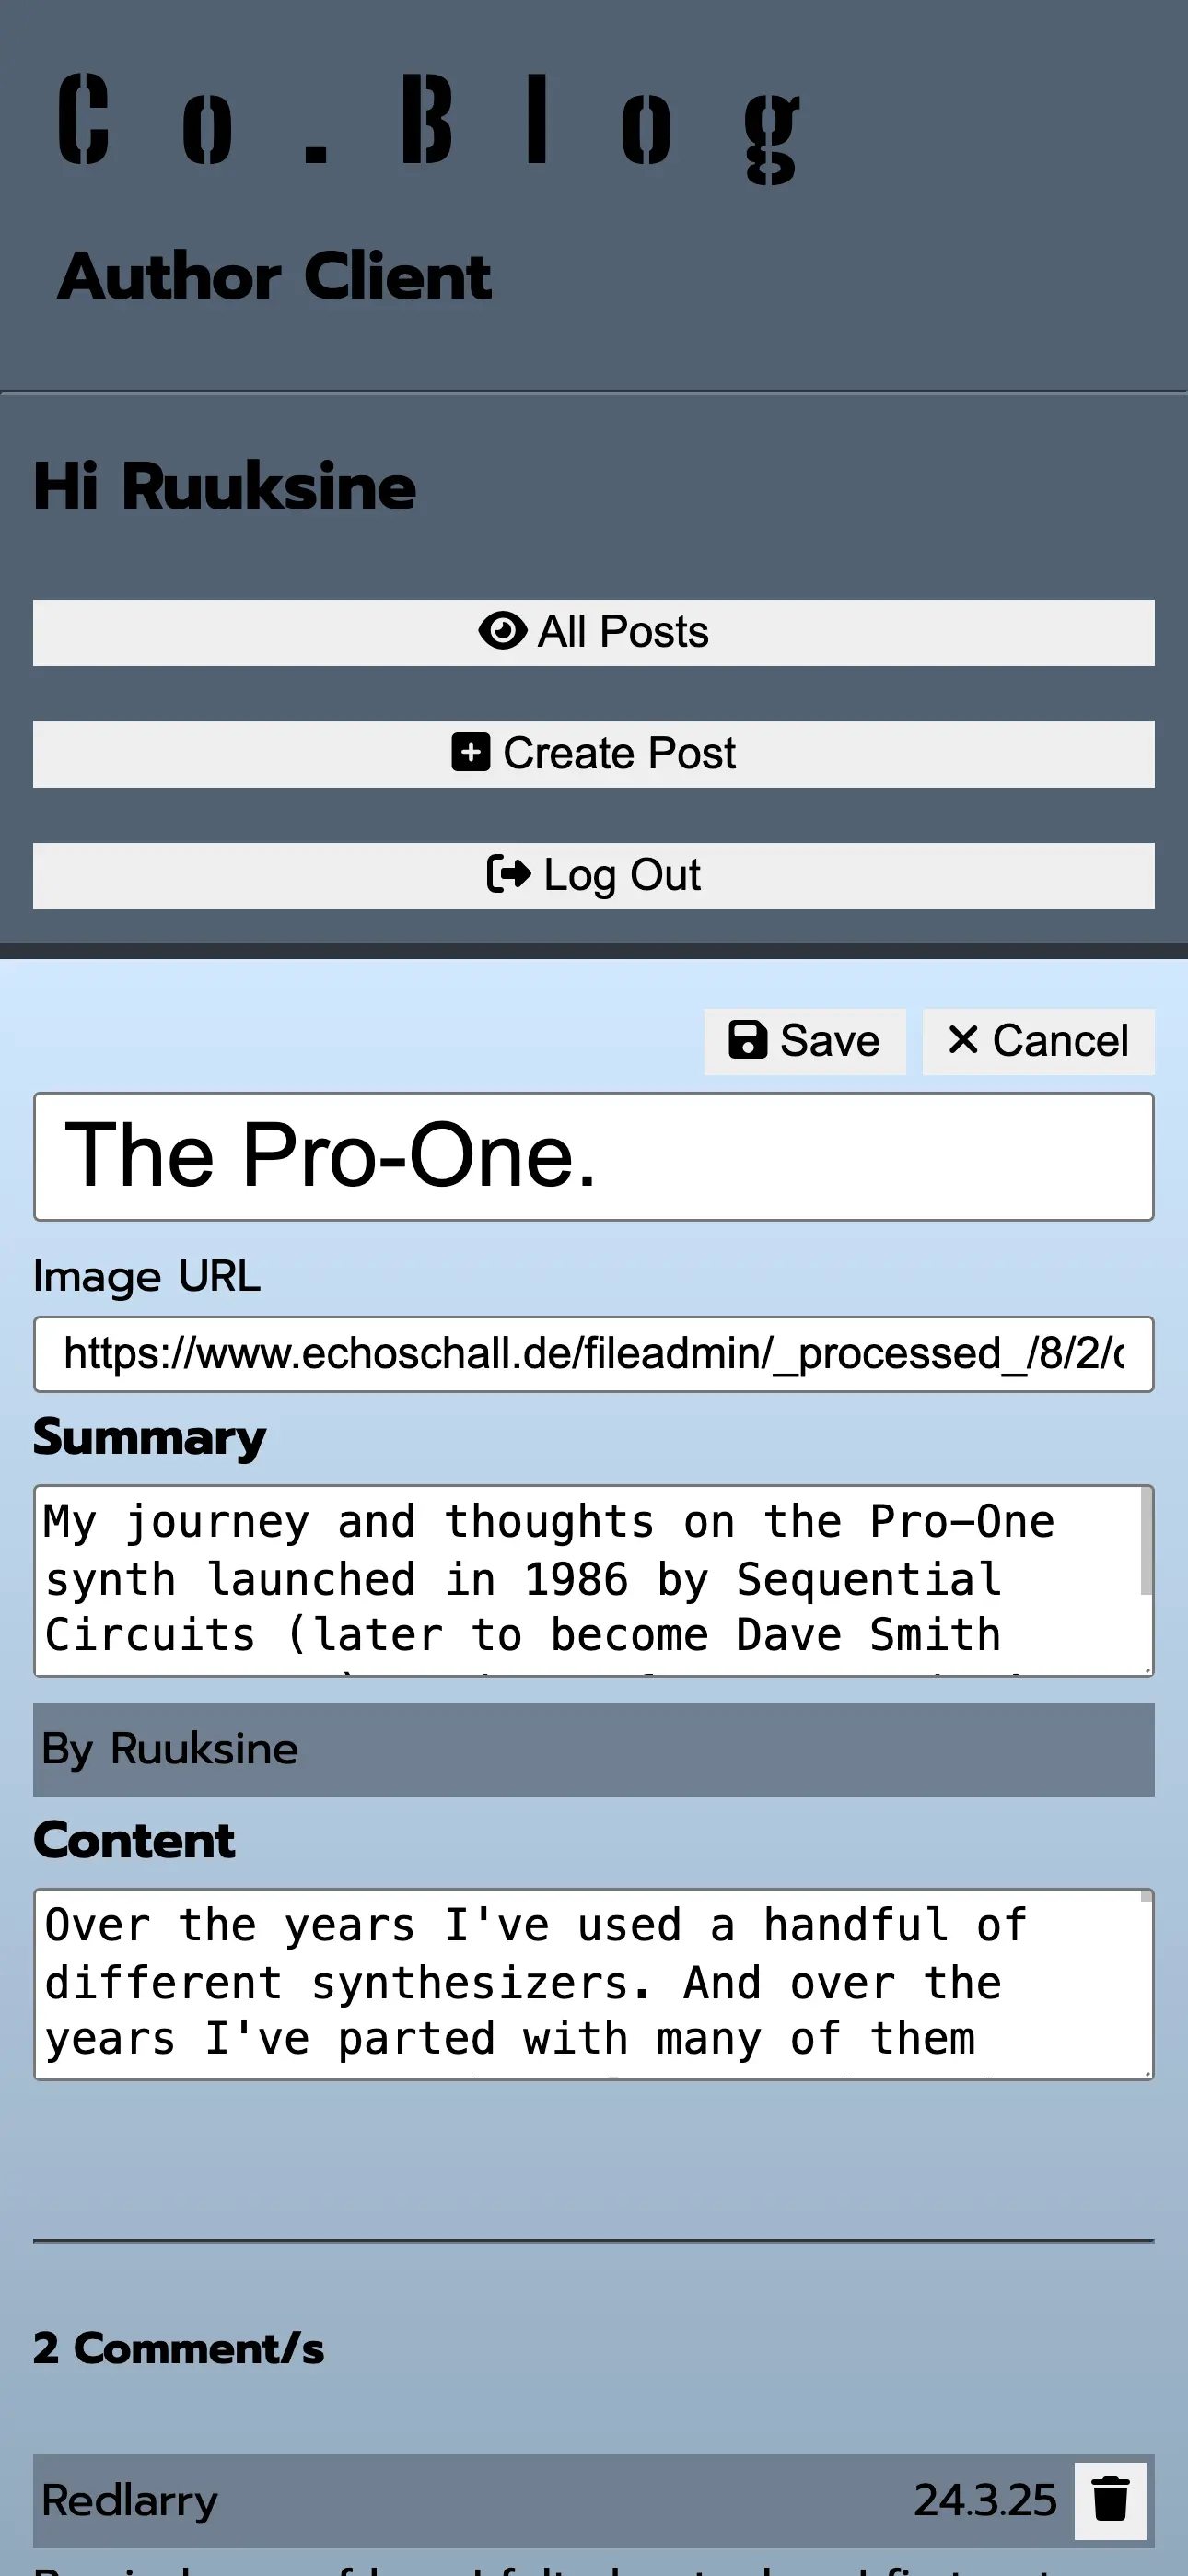 Co.Blog
Author Client
Hi Ruuksine
All Posts
Create Post
Log Out
Save Cancel
The Pro-One.
Image URL
https://www.echoschall.de/fileadmin/_processed_/8/2/
Summary
My journey and thoughts on the Pro-One
synth launched in 1986 by Sequential
Circuits (later to become Dave Smith
By Ruuksine
Content
Over the years I've used a handful of
different synthesizers. And over the
years I've parted with many of them
2 Comment/s
Redlarry 24.3.25